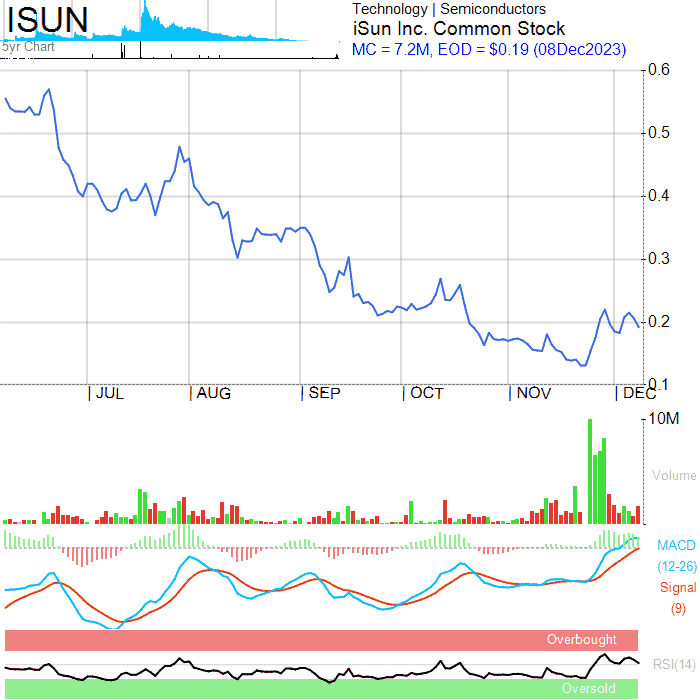 ISUN
5yr Chart
Technology | Semiconductors
iSun Inc. Common Stock
MC = 7.2M, EOD = $0.19 (08Dec2023)
0.6
0.5
0.4
0.3
0.2
0.1
JUL
AUG
SEP
OCT
NOV
DEC
10M
Volume
MACD
(12-26)
Signal
(9)
Overbought
RSI(14)
Oversold